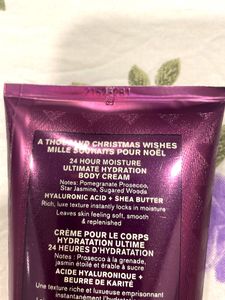 A THOUSAND CHRISTMAS WISHES
MILLE SOUHAITS POUR NOËL
24 HOUR MOISTURE
ULTIMATE HYDRATION
BODY CREAM
Notes: Pomegranate Prosecco,
Star Jasmine, Sugared Woods
HYALURONIC ACID + SHEA BUTTER
Rich, luxe texture instantly locks in moisture
Leaves skin feeling soft, smooth
& replenished
CRÈME POUR LE CORPS
HYDRATATION ULTIME
24 HEURES D'HYDRATATION
Notes : Prosecco à la grenade,
jasmin étoilé et érable à sucre
ACIDE HYALURONIQUE +
BEURRE DE KARITÉ
Une texture riche et luxueuse emprisonnant
instantanément l'hydratation